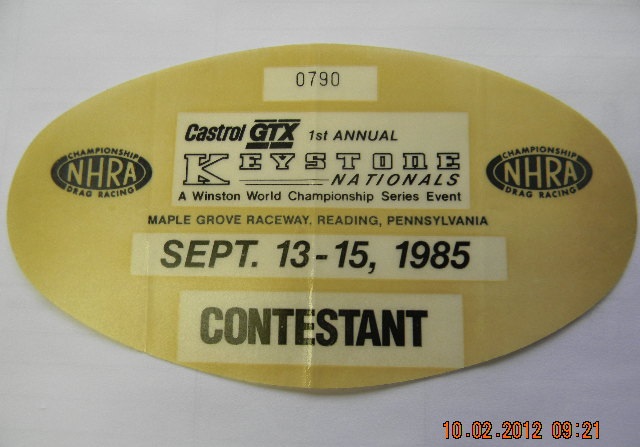 0790
Castrol GTX 1st ANNUAL
KEYSTONE
NATIONALS
A Winston World Championship Series Event
CHAMPIONSHIP
NHRA
DRAG RACING
CHAMPIONSHIP
NHRA
DRAG RACING
MAPLE GROVE RACEWAY, READING, PENNSYLVANIA
SEPT. 13-15, 1985
CONTESTANT
10.02.2012 09:21